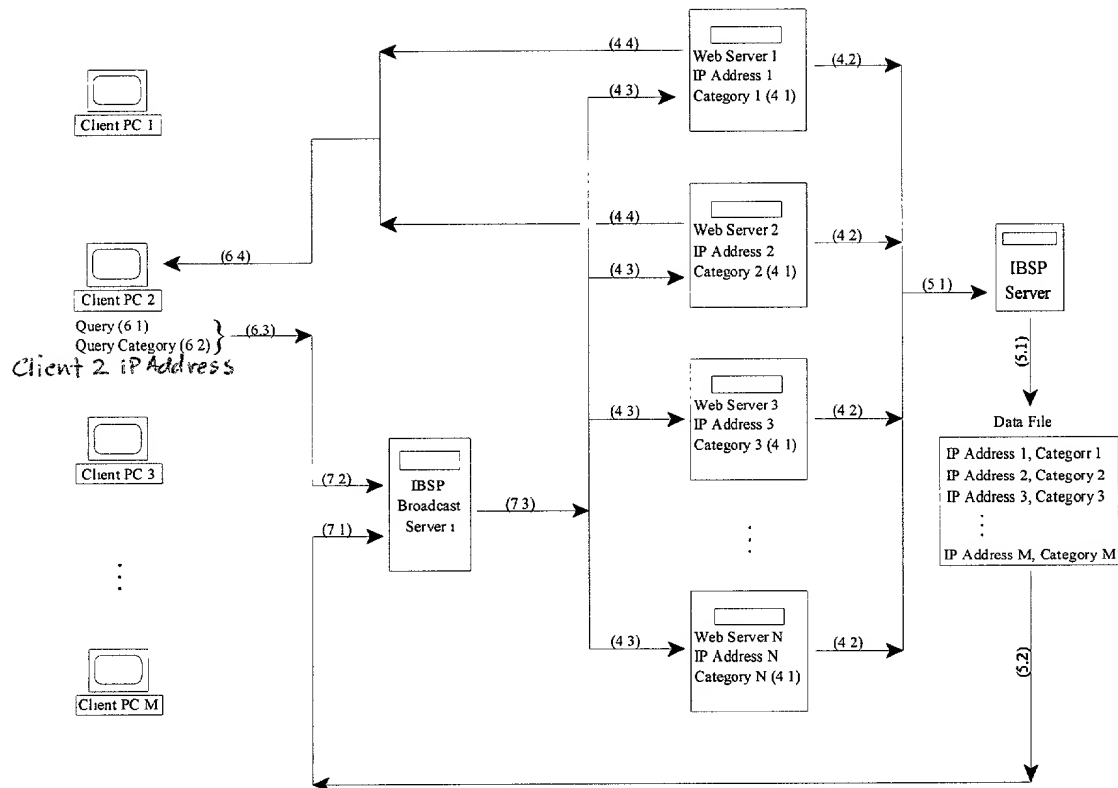 Client PC 1
(6 4)
Client PC 2
Query (6 1)
Query Category (6 2)
(6.3)
Client 2 iP Address
Client PC 3
Client PC M
(7 2)
IBSP
Broadcast
Server 1
(7 1)
(7 3)
(4 4)
(4 3)
Web Server 1
IP Address 1
Category 1 (4 1)
(4.2)
(4 4)
(4 3)
Web Server 2
IP Address 2
Category 2 (4 1)
(4 2)
(4 3)
Web Server 3
IP Address 3
Category 3 (4 1)
(4 2)
(4 3)
Web Server N
IP Address N
Category N (4 1)
(4 2)
(5 1)
IBSP
Server
(5.1)
Data File
IP Address 1, Categorr 1
IP Address 2, Category 2
IP Address 3, Category 3
IP Address M, Category M
(5.2)